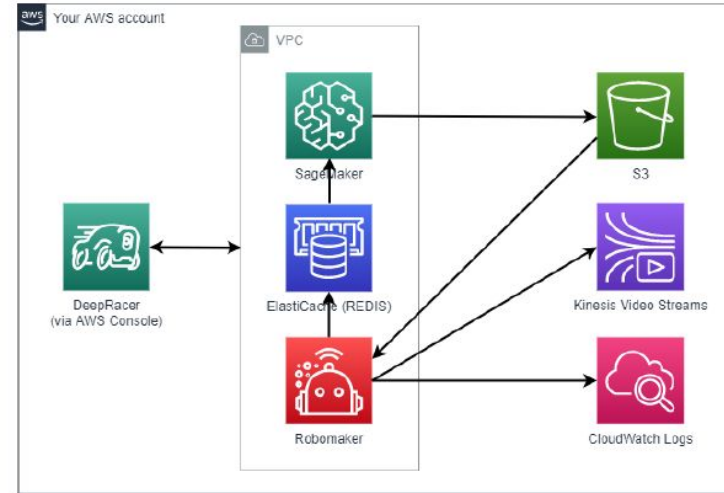 aws
Your AWS account
VPC
SageMaker
S3
DeepRacer
(via AWS Console)
ElastiCache (REDIS)
Kinesis Video Streams
Robomaker
CloudWatch Logs